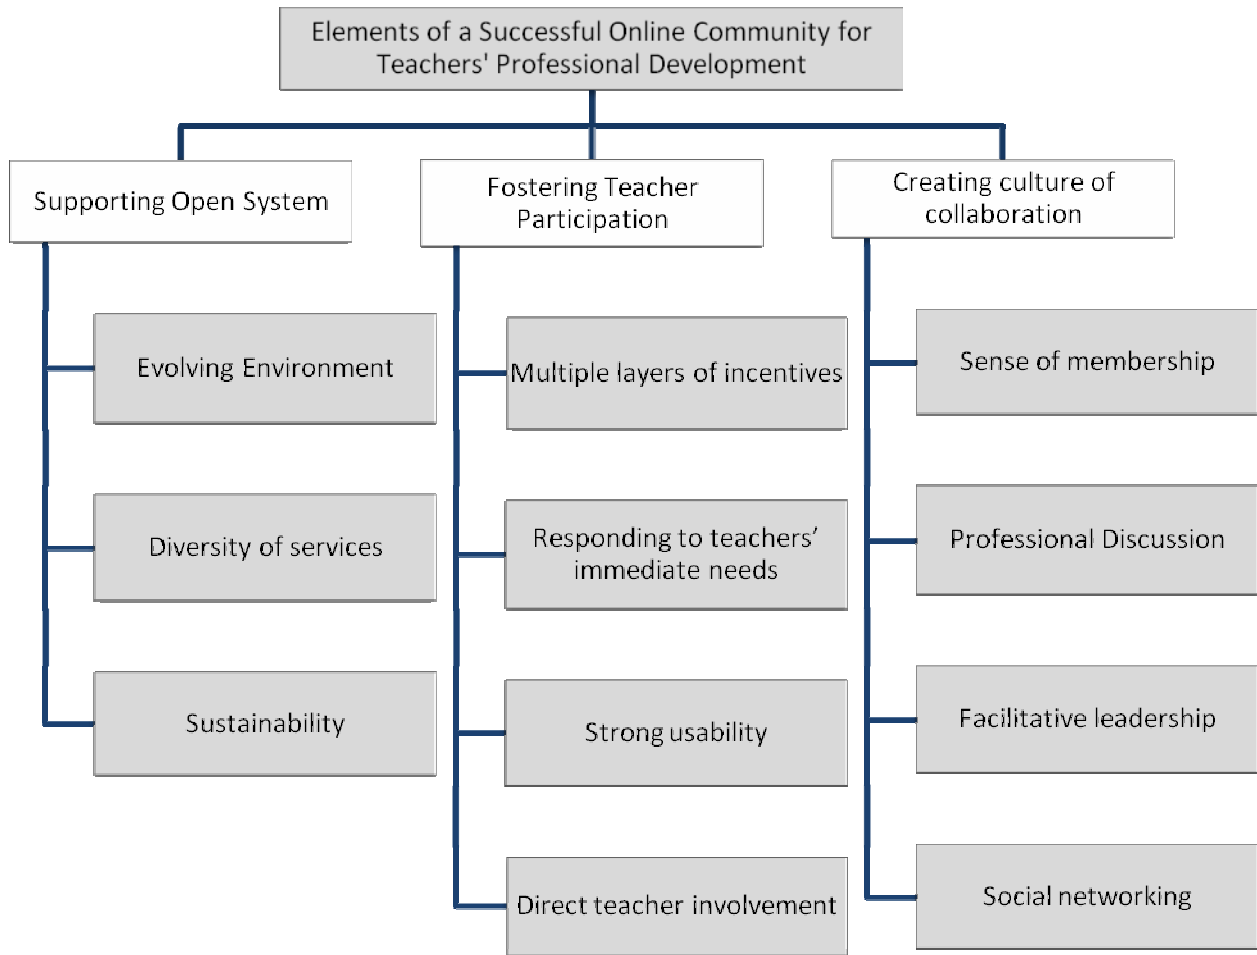 Elements of a Successful Online Community for
Teachers' Professional Development
Supporting Open System
Fostering Teacher
Participation
Creating culture of
collaboration
Evolving Environment
Diversity of services
Sustainability
Multiple layers of incentives
Responding to teachers’
immediate needs
Strong usability
Direct teacher involvement
Sense of membership
Professional Discussion
Facilitative leadership
Social networking